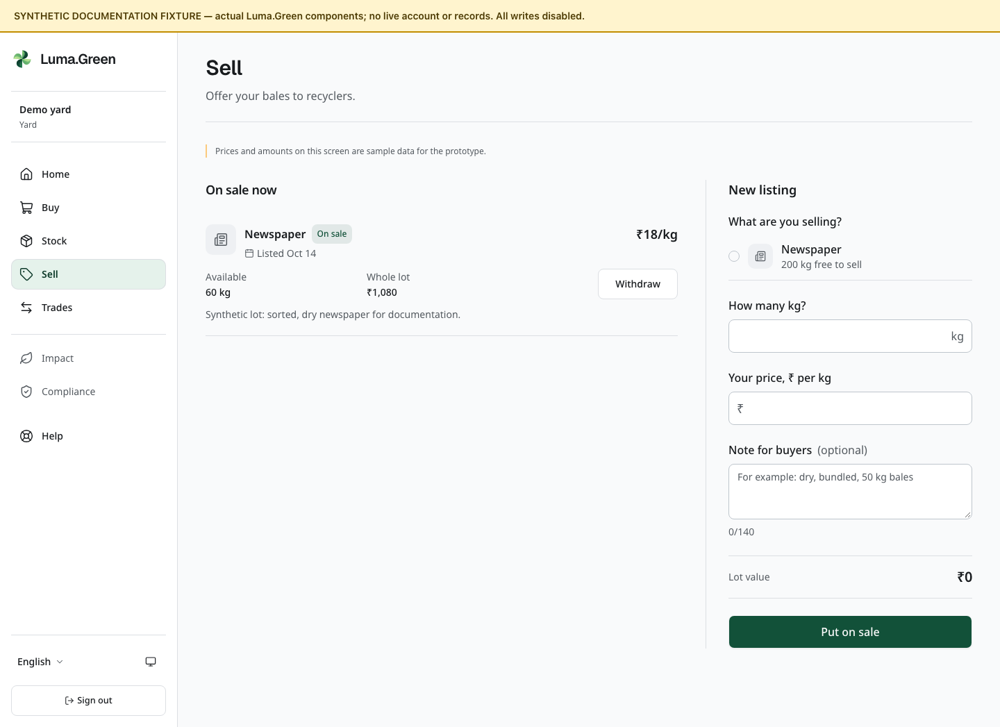 SYNTHETIC DOCUMENTATION FIXTURE — actual Luma.Green components; no live account or records. All writes disabled.
Luma.Green
Demo yard
Yard
Home
Buy
Stock
Sell
Trades
Impact
Compliance
Help
English
Sign out
Sell
Offer your bales to recyclers.
Prices and amounts on this screen are sample data for the prototype.
On sale now
Newspaper On sale ₹18/kg
Listed Oct 14
Available Whole lot
60 kg ₹1,080
Withdraw
Synthetic lot: sorted, dry newspaper for documentation.
New listing
What are you selling?
Newspaper
200 kg free to sell
How many kg?
kg
Your price, ₹ per kg
₹
Note for buyers (optional)
For example: dry, bundled, 50 kg bales
0/140
Lot value ₹0
Put on sale